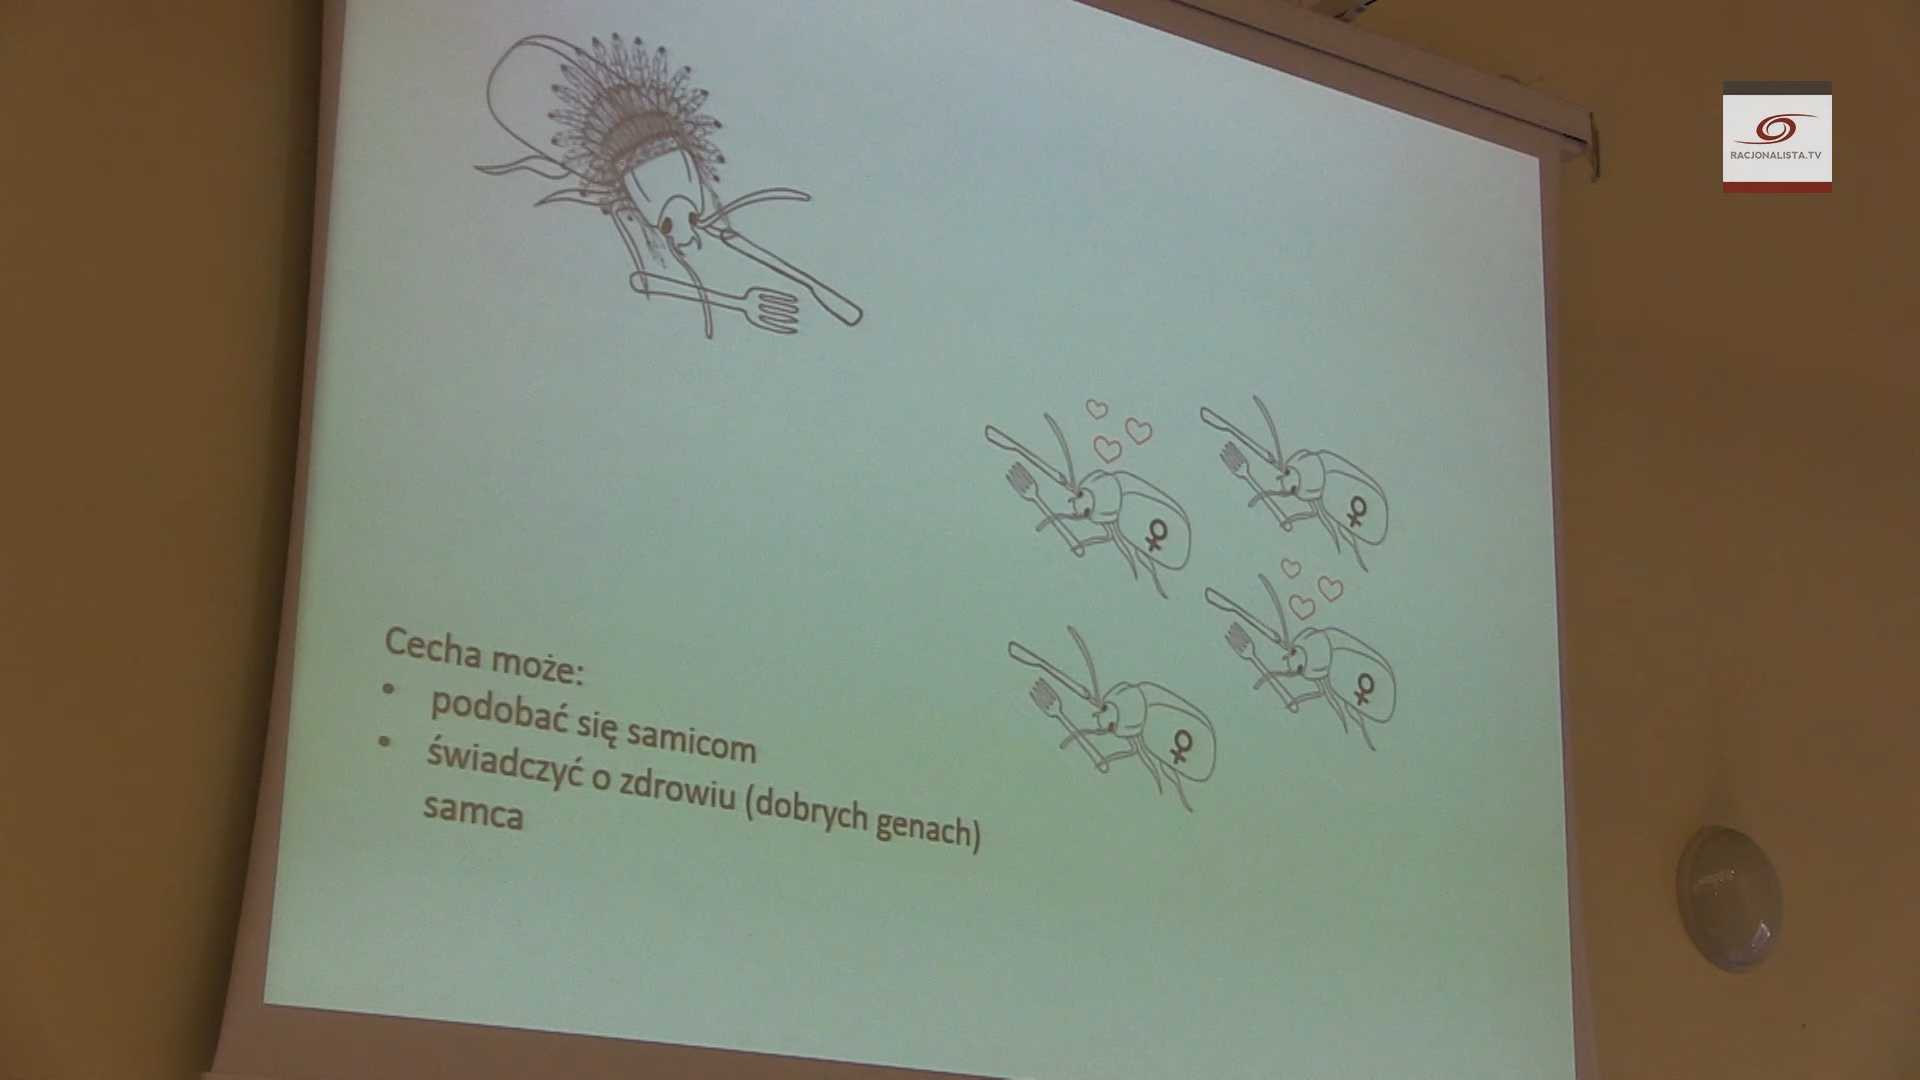 RACJONALISTA.TV
Cecha może:
• podobać się samicom
• świadczyć o zdrowiu (dobrych genach)
samca